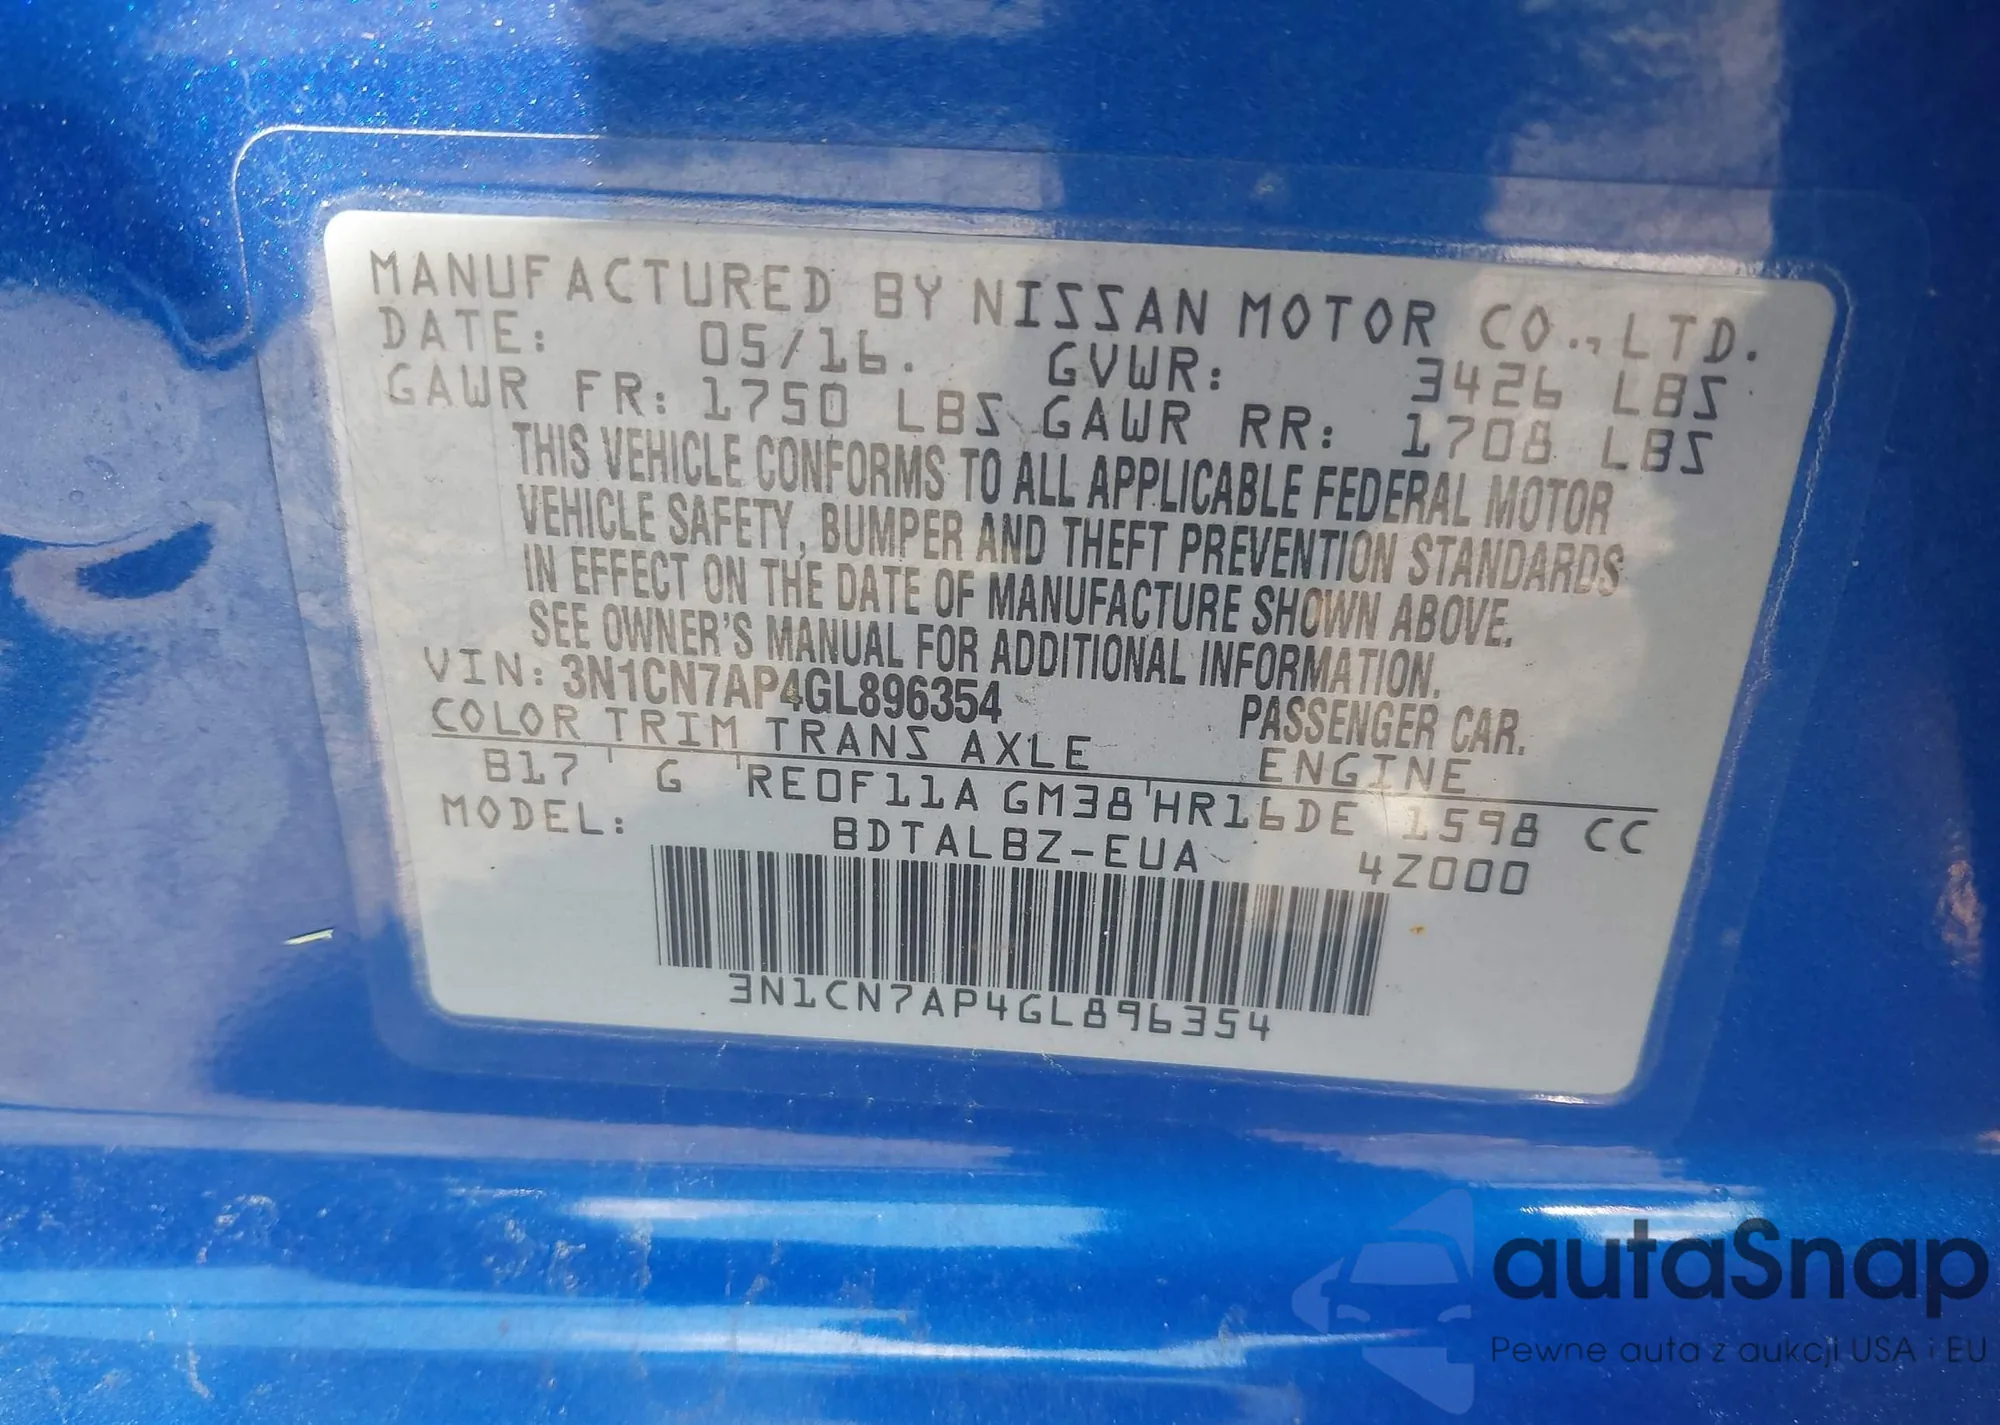 MANUFACTURED BY NISSAN MOTOR CO., LTD.
DATE: 05/16. GVWR: 3426 LBS
GAWR FR: 1750 LBS GAWR RR: 1708 LBS
THIS VEHICLE CONFORMS TO ALL APPLICABLE FEDERAL MOTOR
VEHICLE SAFETY, BUMPER AND THEFT PREVENTION STANDARDS
IN EFFECT ON THE DATE OF MANUFACTURE SHOWN ABOVE.
SEE OWNER'S MANUAL FOR ADDITIONAL INFORMATION.
VIN: 3N1CN7AP4GL896354 PASSENGER CAR.
COLOR TRIM TRANS AXLE ENGINE
B17 G RE0F11A GM38 HR16DE 1598 CC
MODEL: BDTALBZ-EUA 4Z000
3N1CN7AP4GL896354
autaSnap
Pewne auta z aukcji USA i EU